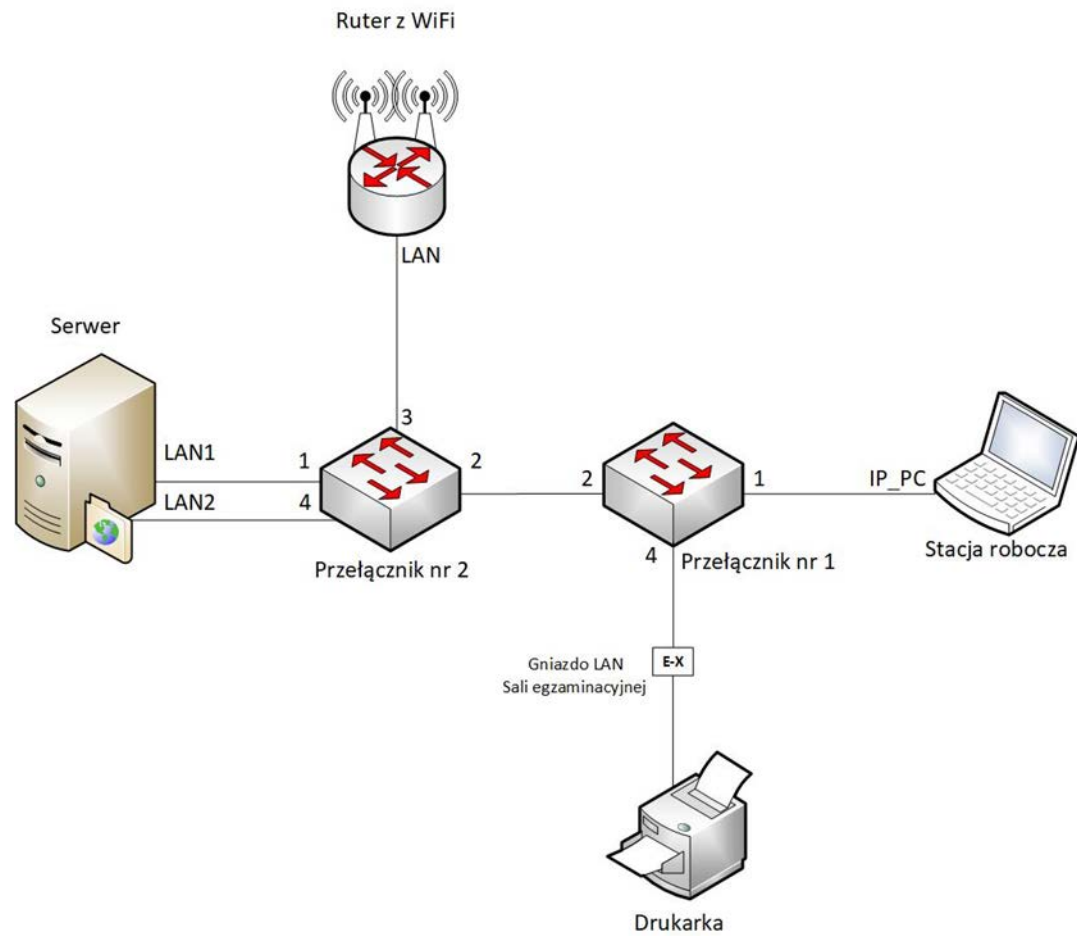 Ruter z WiFi
LAN
Serwer
LAN1
LAN2
1
4
3
2
Przełącznik nr 2
2
1
4
Przełącznik nr 1
IP_PC
Stacja robocza
Gniazdo LAN
Sali egzaminacyjnej
E-X
Drukarka